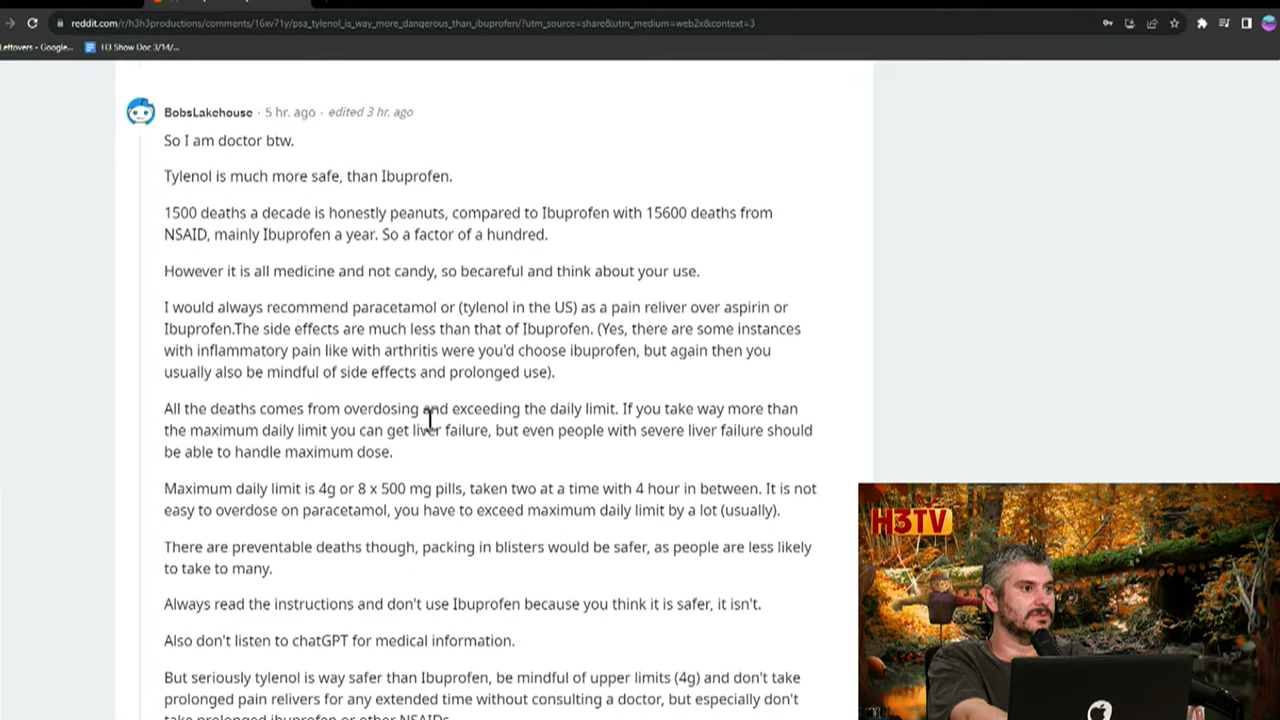 reddit.com/r/h3h3productions/comments/16xv71y/psa_tylenol_is_way_more_dangerous_than_ibuprofen/?utm_source=share&utm_medium=web2x&context=3
Leftovers - Google...
H3 Show Doc 3/14/...
BobsLakehouse · 5 hr. ago · edited 3 hr. ago
So I am doctor btw.
Tylenol is much more safe, than Ibuprofen.
1500 deaths a decade is honestly peanuts, compared to Ibuprofen with 15600 deaths from
NSAID, mainly Ibuprofen a year. So a factor of a hundred.
However it is all medicine and not candy, so becareful and think about your use.
I would always recommend paracetamol or (tylenol in the US) as a pain reliver over aspirin or
Ibuprofen.The side effects are much less than that of Ibuprofen. (Yes, there are some instances
with inflammatory pain like with arthritis were you'd choose ibuprofen, but again then you
usually also be mindful of side effects and prolonged use).
All the deaths comes from overdosing and exceeding the daily limit. If you take way more than
the maximum daily limit you can get liver failure, but even people with severe liver failure should
be able to handle maximum dose.
Maximum daily limit is 4g or 8 x 500 mg pills, taken two at a time with 4 hour in between. It is not
easy to overdose on paracetamol, you have to exceed maximum daily limit by a lot (usually).
There are preventable deaths though, packing in blisters would be safer, as people are less likely
to take to many.
Always read the instructions and don't use Ibuprofen because you think it is safer, it isn't.
Also don't listen to chatGPT for medical information.
But seriously tylenol is way safer than Ibuprofen, be mindful of upper limits (4g) and don't take
prolonged pain relivers for any extended time without consulting a doctor, but especially don't
take prolonged ibuprofen or other NSAIDs
H3TV